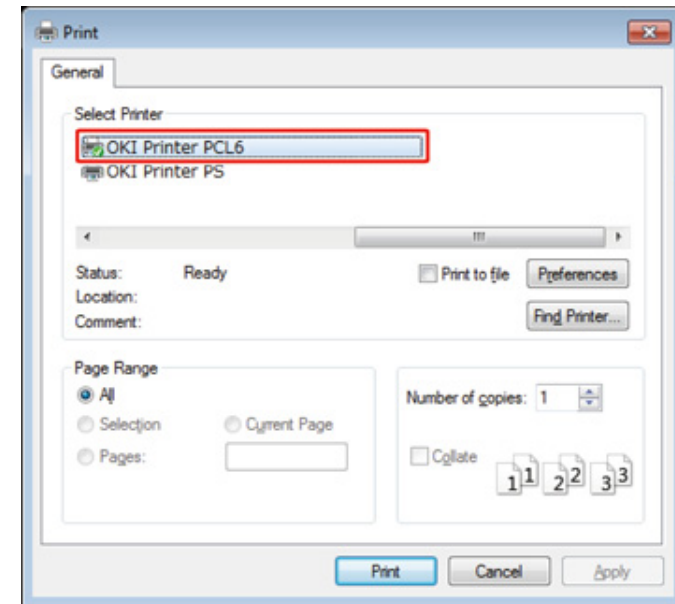 Print
General
Select Printer
OKI Printer PCL6
OKI Printer PS
Status: Ready
Print to file
Preferences
Location:
Comment:
Find Printer...
Page Range
All
Selection
Current Page
Pages:
Number of copies: 1
Collate
1 1 2 2 3 3
Print Cancel Apply